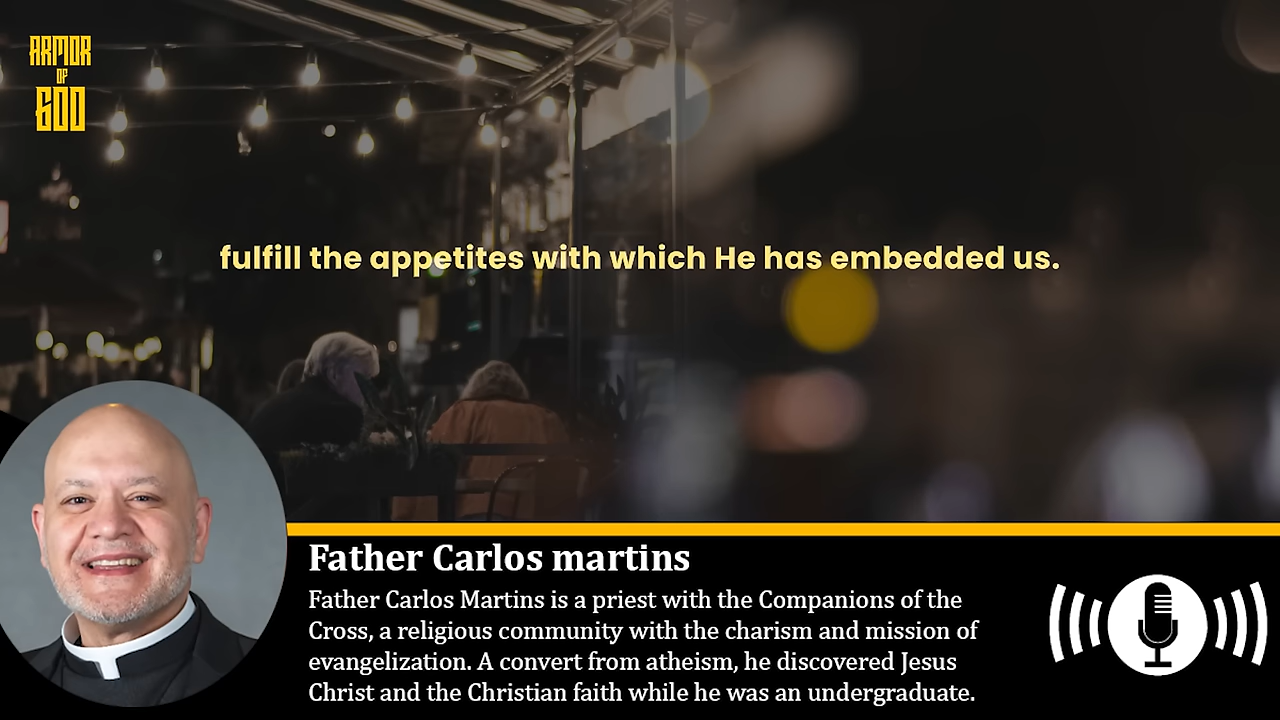 ARMOR
OF
GOD
fulfill the appetites with which He has embedded us.
Father Carlos martins
Father Carlos Martins is a priest with the Companions of the
Cross, a religious community with the charism and mission of
evangelization. A convert from atheism, he discovered Jesus
Christ and the Christian faith while he was an undergraduate.